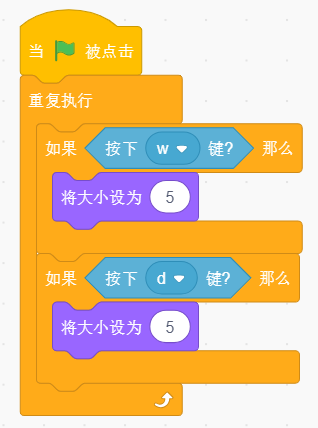 当 被点击
重复执行
如果 按下 w 键? 那么
将大小设为 5
如果 按下 d 键? 那么
将大小设为 5